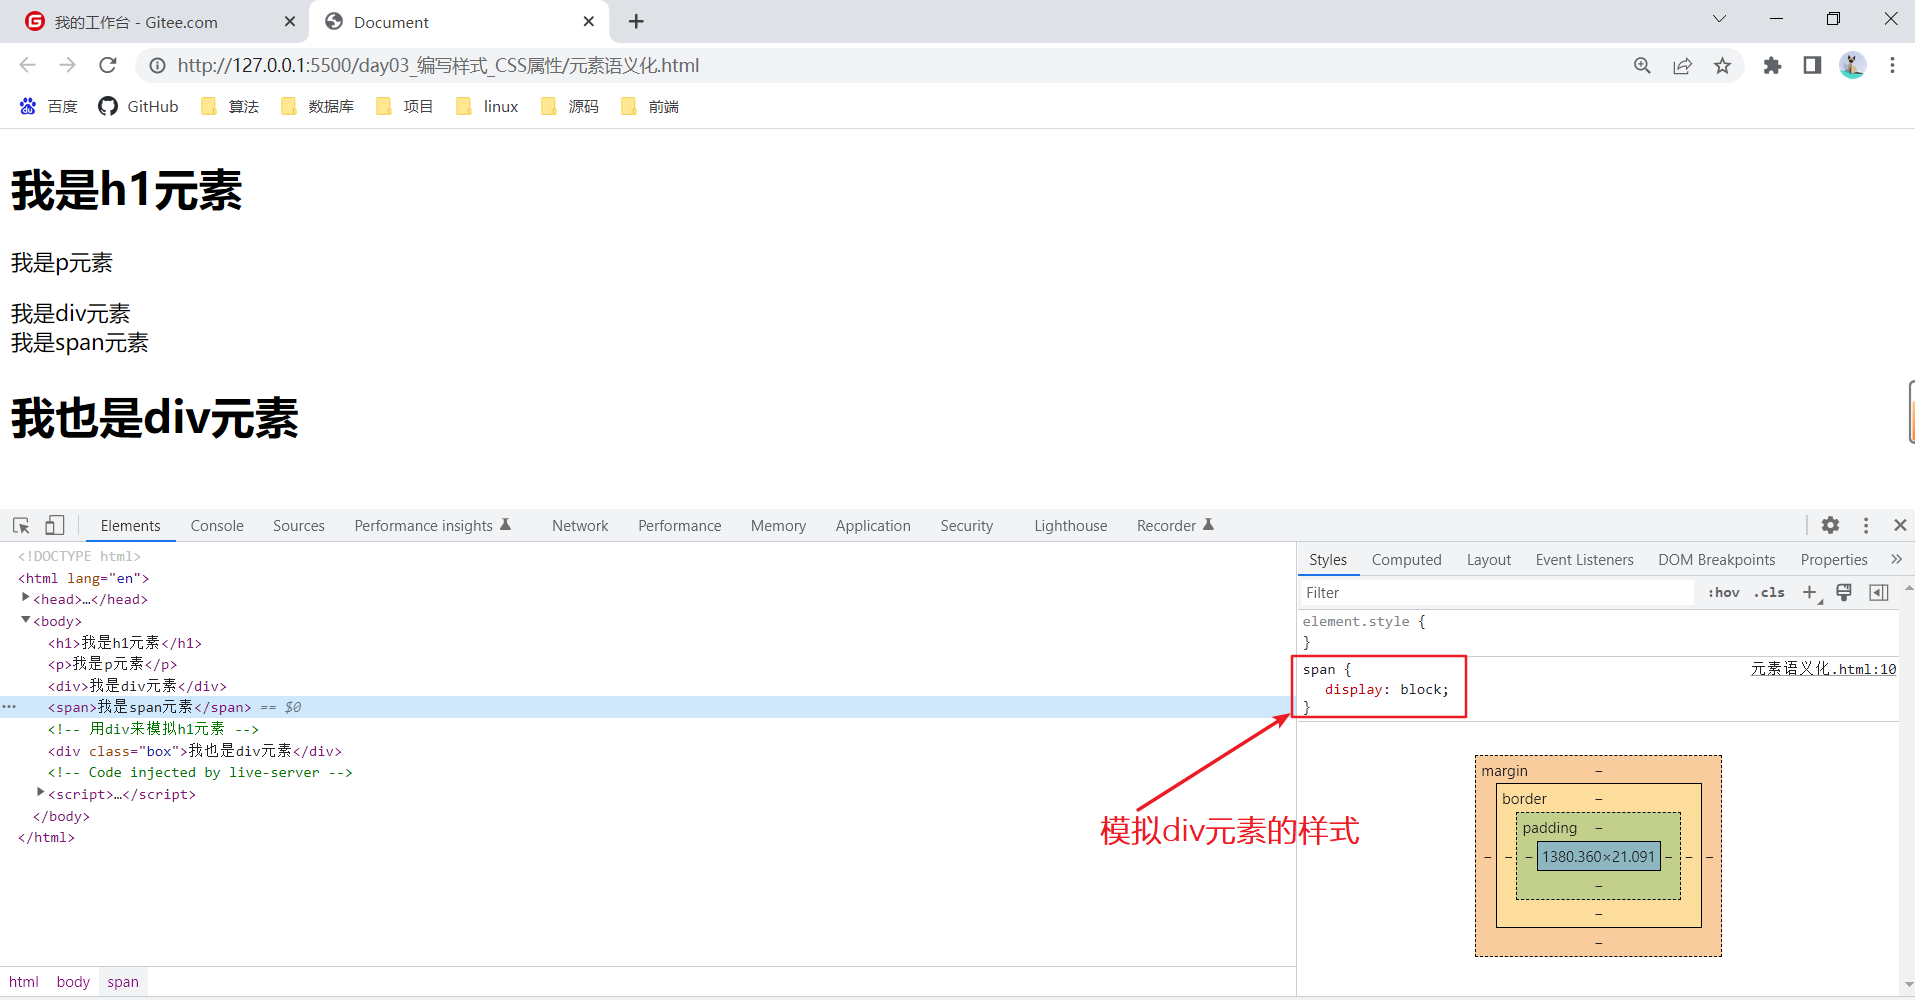 我的工作台 - Gitee.com
Document
http://127.0.0.1:5500/day03_编写样式_CSS属性/元素语义化.html
百度 GitHub 算法 数据库 项目 linux 源码 前端
我是h1元素
我是p元素
我是div元素
我是span元素
我也是div元素
Elements Console Sources Performance insights Network Performance Memory Application Security Lighthouse Recorder
<!DOCTYPE html>
<html lang="en">
<head>…</head>
<body>
<h1>我是h1元素</h1>
<p>我是p元素</p>
<div>我是div元素</div>
<span>我是span元素</span> == $0
<!-- 用div来模拟h1元素 -->
<div class="box">我也是div元素</div>
<!-- Code injected by live-server -->
<script>…</script>
</body>
</html>
html body span
Styles Computed Layout Event Listeners DOM Breakpoints Properties
Filter :hov .cls
element.style {
}
span { 元素语义化.html:10
display: block;
}
模拟div元素的样式
margin –
border –
padding –
– – – 1380.360×21.091 – – –
–
–
–